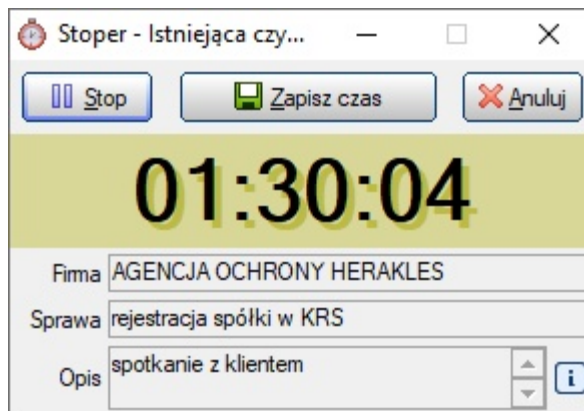 Stoper - Istniejąca czy...
Stop Zapisz czas Anuluj
01:30:04
Firma AGENCJA OCHRONY HERAKLES
Sprawa rejestracja spółki w KRS
Opis spotkanie z klientem
i